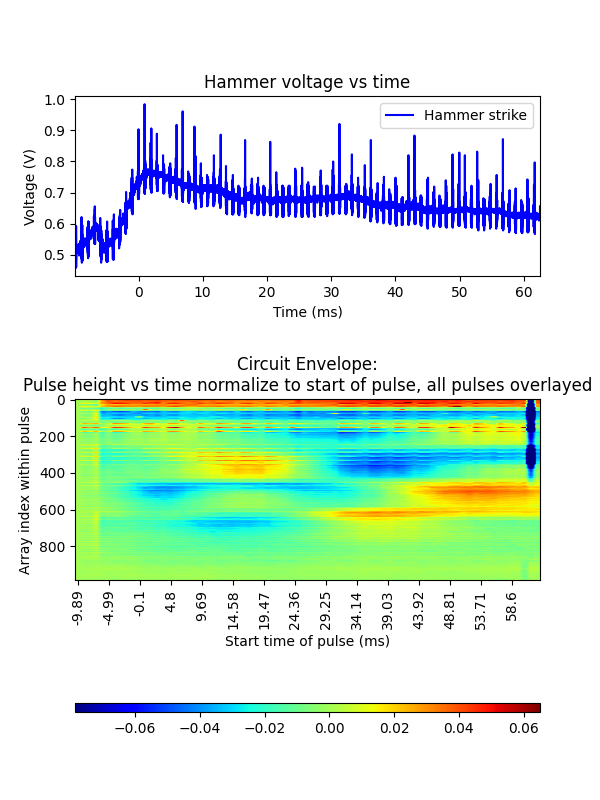 Hammer voltage vs time
Hammer strike
Voltage (V)
1.0
0.9
0.8
0.7
0.6
0.5
0 10 20 30 40 50 60
Time (ms)
Circuit Envelope:
Pulse height vs time normalize to start of pulse, all pulses overlayed
Array index within pulse
0
200
400
600
800
-9.89 -4.99 -0.1 4.8 9.69 14.58 19.47 24.36 29.25 34.14 39.03 43.92 48.81 53.71 58.6
Start time of pulse (ms)
−0.06 −0.04 −0.02 0.00 0.02 0.04 0.06